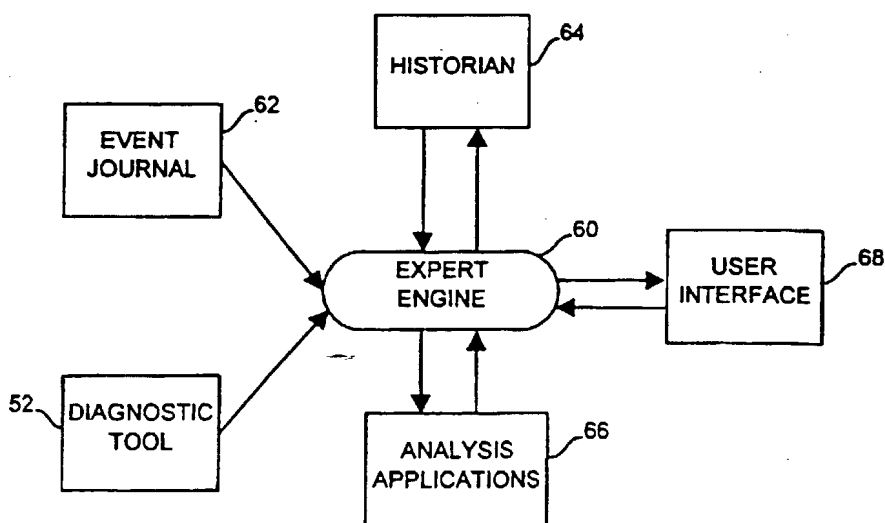 64
HISTORIAN
62
EVENT
JOURNAL
60
EXPERT
ENGINE
USER
INTERFACE
68
52
DIAGNOSTIC
TOOL
66
ANALYSIS
APPLICATIONS